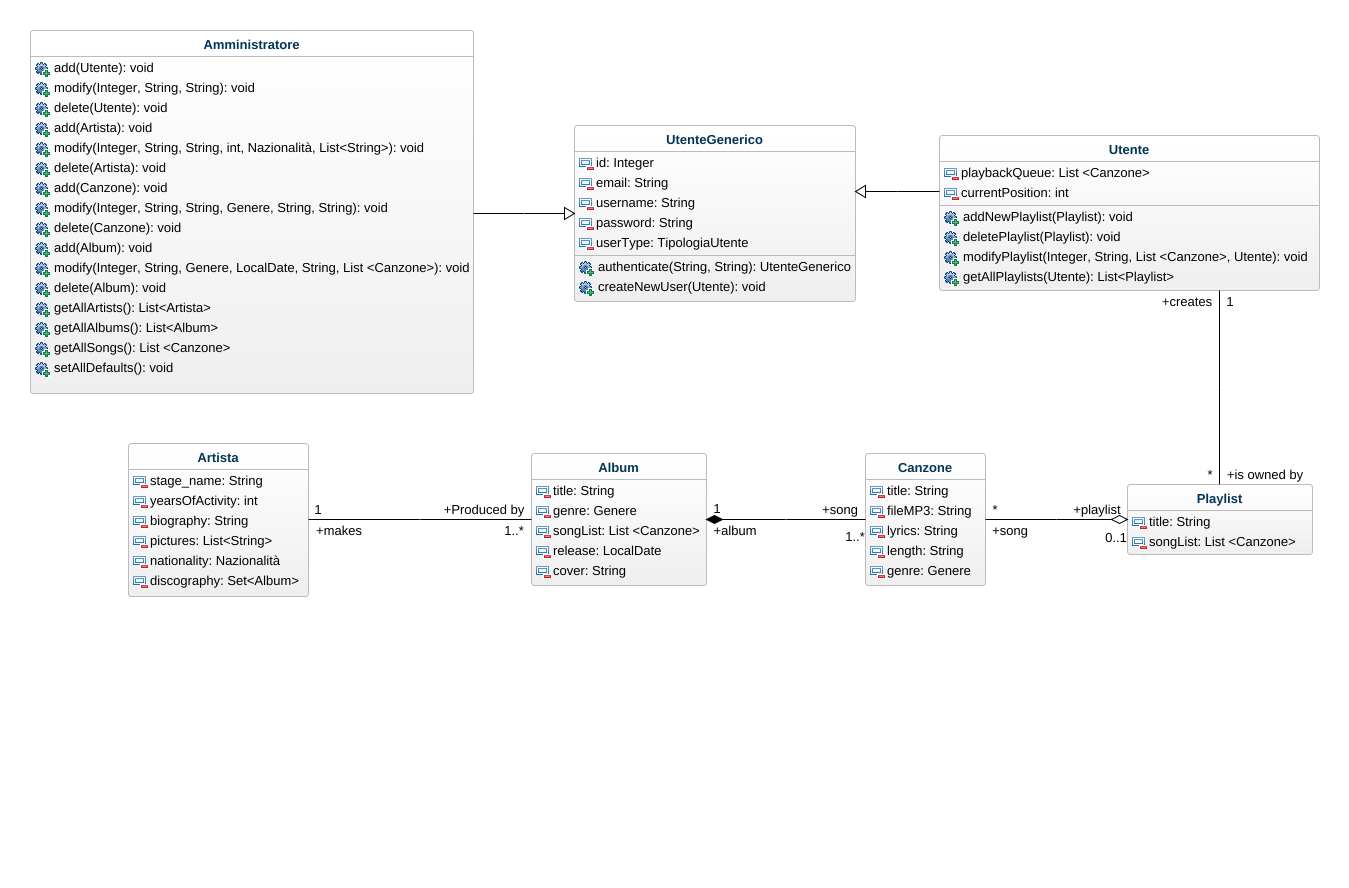 Amministratore
add(Utente): void
modify(Integer, String, String): void
delete(Utente): void
add(Artista): void
modify(Integer, String, String, int, Nazionalità, List<String>): void
delete(Artista): void
add(Canzone): void
modify(Integer, String, String, Genere, String, String): void
delete(Canzone): void
add(Album): void
modify(Integer, String, Genere, LocalDate, String, List <Canzone>): void
delete(Album): void
getAllArtists(): List<Artista>
getAllAlbums(): List<Album>
getAllSongs(): List <Canzone>
setAllDefaults(): void
UtenteGenerico
id: Integer
email: String
username: String
password: String
userType: TipologiaUtente
authenticate(String, String): UtenteGenerico
createNewUser(Utente): void
Utente
playbackQueue: List <Canzone>
currentPosition: int
addNewPlaylist(Playlist): void
deletePlaylist(Playlist): void
modifyPlaylist(Integer, String, List <Canzone>, Utente): void
getAllPlaylists(Utente): List<Playlist>
+creates 1
* +is owned by
Artista
stage_name: String
yearsOfActivity: int
biography: String
pictures: List<String>
nationality: Nazionalità
discography: Set<Album>
1 +Produced by
+makes 1..*
Album
title: String
genre: Genere
songList: List <Canzone>
release: LocalDate
cover: String
1 +song
+album 1..*
Canzone
title: String
fileMP3: String
lyrics: String
length: String
genre: Genere
* +playlist
+song 0..1
Playlist
title: String
songList: List <Canzone>